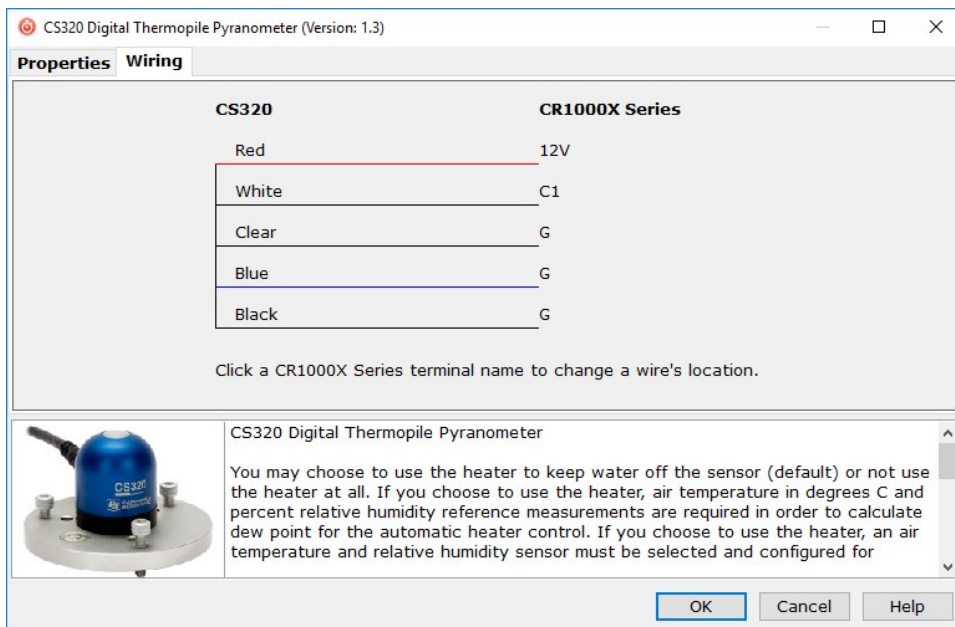 CS320 Digital Thermopile Pyranometer (Version: 1.3)
Properties Wiring
CS320 CR1000X Series
Red 12V
White C1
Clear G
Blue G
Black G
Click a CR1000X Series terminal name to change a wire's location.
CS320 Digital Thermopile Pyranometer
You may choose to use the heater to keep water off the sensor (default) or not use
the heater at all. If you choose to use the heater, air temperature in degrees C and
percent relative humidity reference measurements are required in order to calculate
dew point for the automatic heater control. If you choose to use the heater, an air
temperature and relative humidity sensor must be selected and configured for
CS320
CAMPBELL
SCIENTIFIC
OK Cancel Help